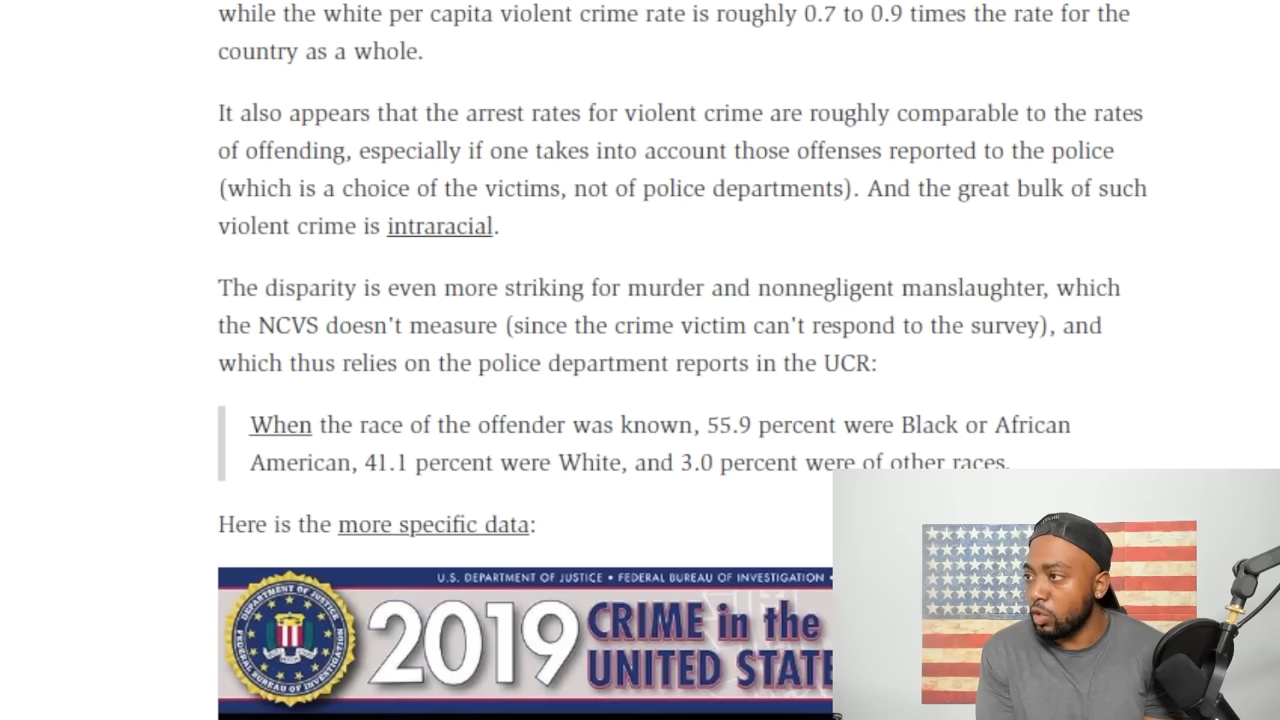 while the white per capita violent crime rate is roughly 0.7 to 0.9 times the rate for the
country as a whole.
It also appears that the arrest rates for violent crime are roughly comparable to the rates
of offending, especially if one takes into account those offenses reported to the police
(which is a choice of the victims, not of police departments). And the great bulk of such
violent crime is intraracial.
The disparity is even more striking for murder and nonnegligent manslaughter, which
the NCVS doesn't measure (since the crime victim can't respond to the survey), and
which thus relies on the police department reports in the UCR:
When the race of the offender was known, 55.9 percent were Black or African
American, 41.1 percent were White, and 3.0 percent were of other races.
Here is the more specific data:
U.S. DEPARTMENT OF JUSTICE • FEDERAL BUREAU OF INVESTIGATION •
DEPARTMENT OF JUSTICE
FEDERAL BUREAU OF INVESTIGATION
2019 CRIME in the
UNITED STATE